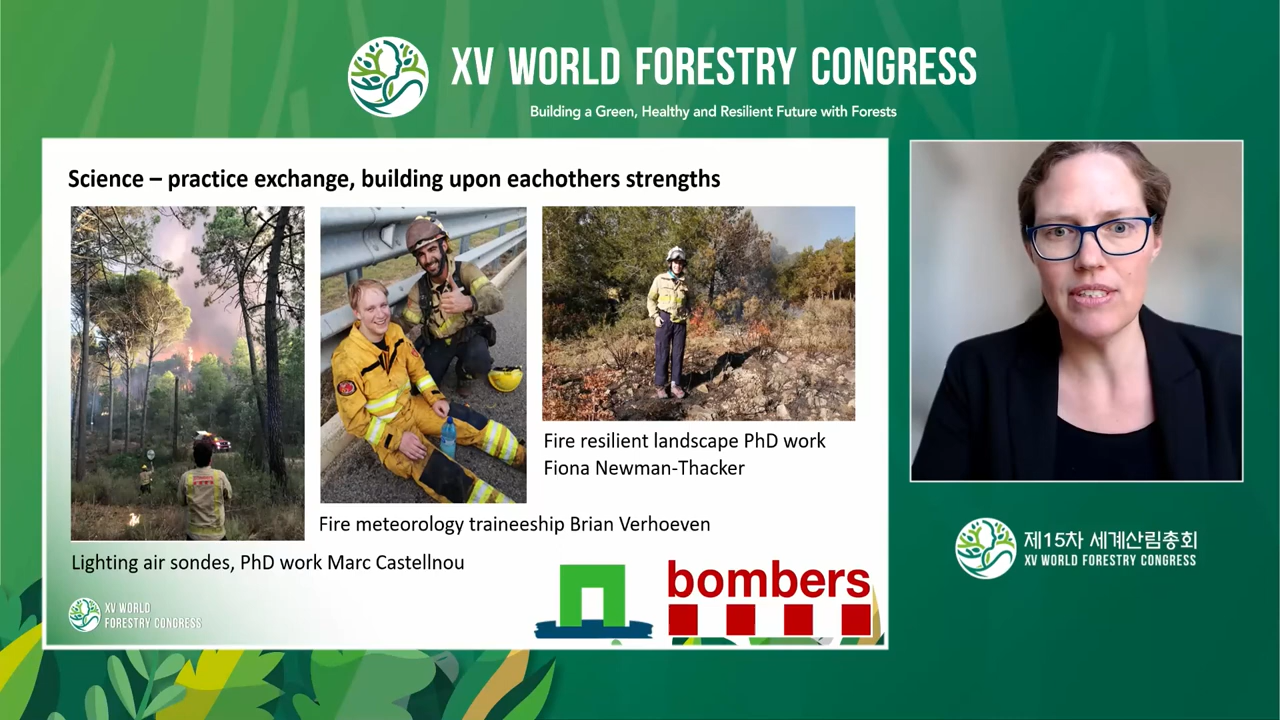 XV WORLD FORESTRY CONGRESS
Building a Green, Healthy and Resilient Future with Forests
Science – practice exchange, building upon eachothers strengths
Fire resilient landscape PhD work
Fiona Newman-Thacker
Fire meteorology traineeship Brian Verhoeven
Lighting air sondes, PhD work Marc Castellnou
bombers
XV WORLD
FORESTRY CONGRESS
제15차 세계산림총회
XV WORLD FORESTRY CONGRESS